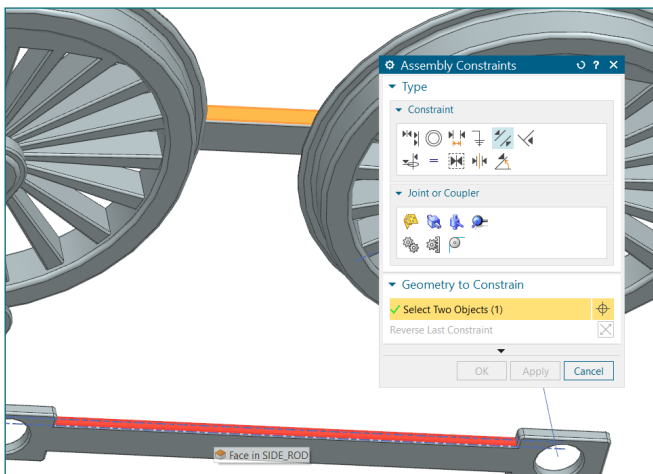 Assembly Constraints
Type
Constraint
Joint or Coupler
Geometry to Constrain
Select Two Objects (1)
Reverse Last Constraint
OK Apply Cancel
Face in SIDE_ROD